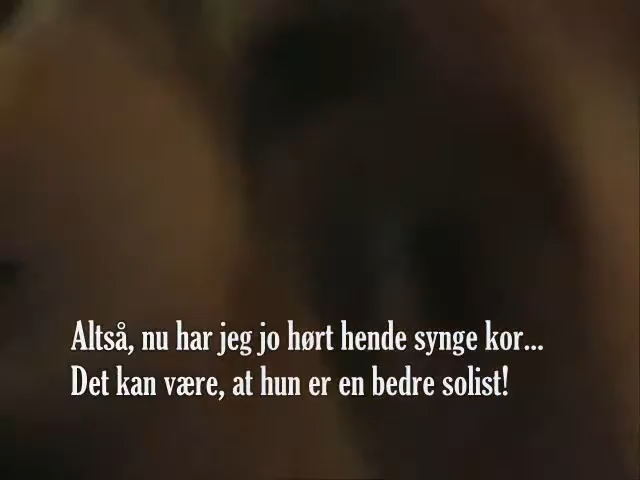 Altså, nu har jeg jo hørt hende synge kor...
Det kan være, at hun er en bedre solist!